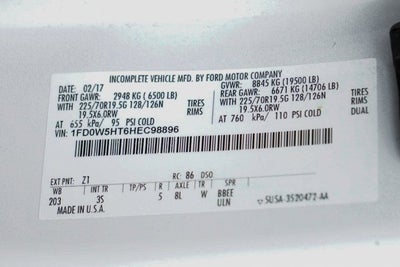 INCOMPLETE VEHICLE MFD. BY FORD MOTOR COMPANY
DATE: 02/17 GVWR: 8845 KG (19500 LB)
FRONT GAWR: 2948 KG ( 6500 LB) REAR GAWR: 6671 KG (14706 LB)
WITH 225/70R19.5G 128/126N TIRES WITH 225/70R19.5G 128/126N TIRES
19.5X6.0RW RIMS 19.5X6.0RW RIMS
AT 655 kPa/ 95 PSI COLD AT 760 kPa/ 110 PSI COLD
VIN: 1FD0W5HT6HEC98896
EXT PNT: Z1 RC: 86 DSO:
WB INT TR TP/PS R AXLE TR SPR
203 3S 5 8L W BBEE
MADE IN U.S.A. ULN
5U5A-3520472-AA